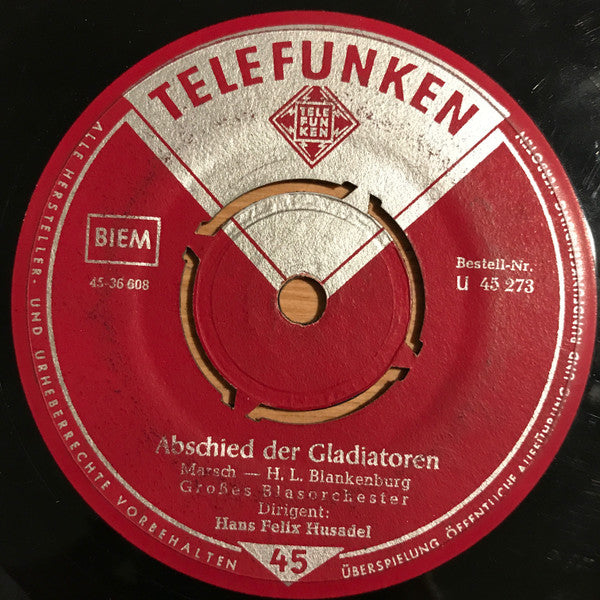 TELEFUNKEN
TELE
FUN
KEN
BIEM
45-36 608
Bestell-Nr.
U 45 273
Abschied der Gladiatoren
Marsch — H. L. Blankenburg
Großes Blasorchester
Dirigent:
Hans Felix Husadel
45
ALLE HERSTELLER- UND URHEBERRECHTE VORBEHALTEN
ÜBERSPIELUNG, ÖFFENTLICHE AUFFÜHRUNG UND RUNDFUNKSENDUNG VERBOTEN